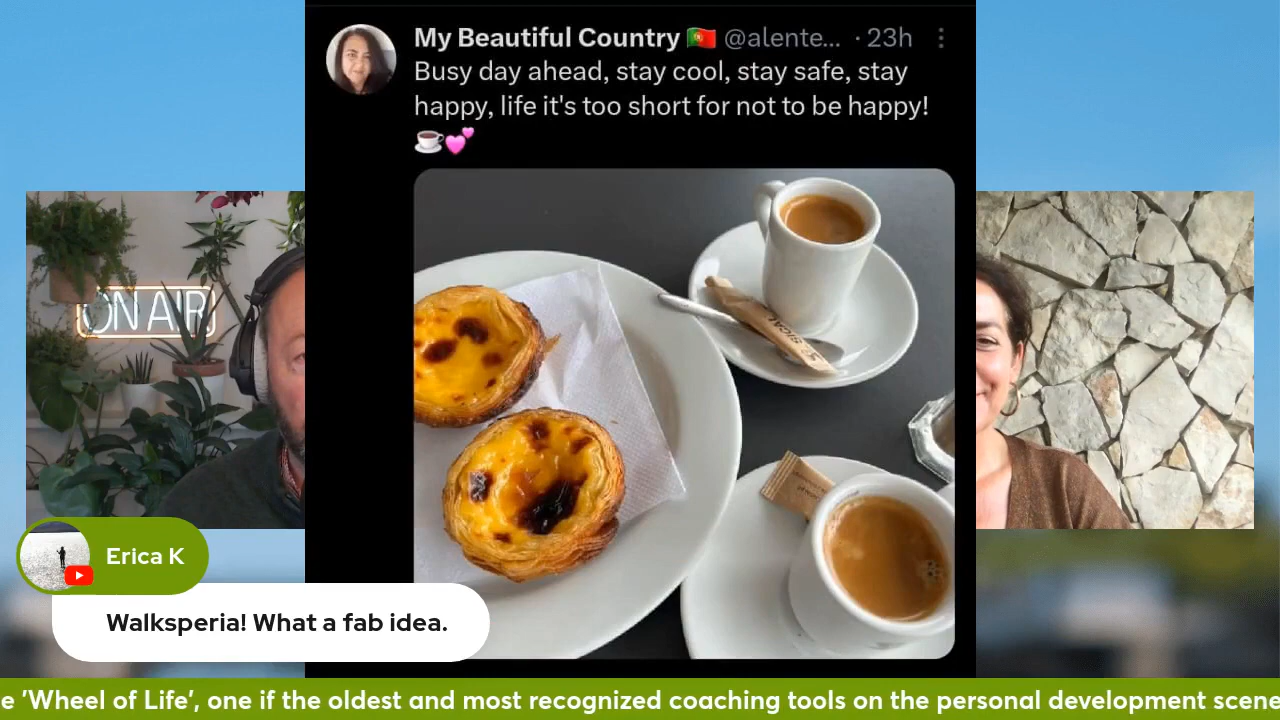 My Beautiful Country 🇵🇹 @alente... · 23h
Busy day ahead, stay cool, stay safe, stay
happy, life it's too short for not to be happy!
☕💕
ON AIR
BICAL
Erica K
Walksperia! What a fab idea.
e 'Wheel of Life', one if the oldest and most recognized coaching tools on the personal development scene